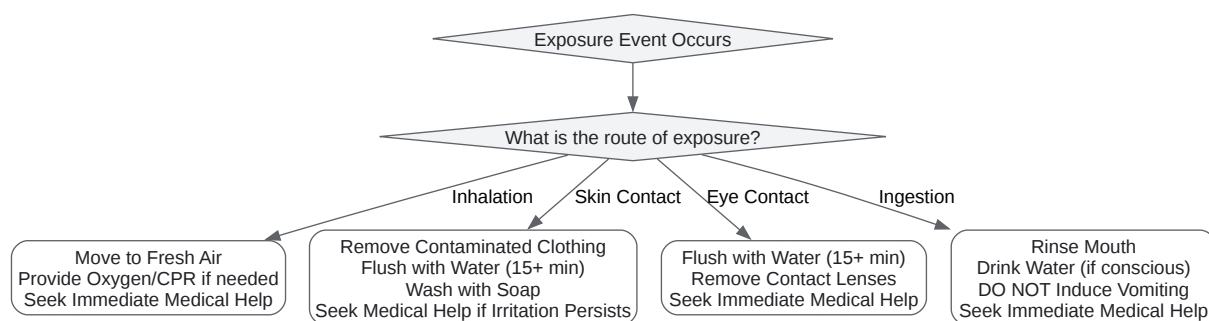 Exposure Event Occurs
What is the route of exposure?
Inhalation
Skin Contact
Eye Contact
Ingestion
Move to Fresh Air
Provide Oxygen/CPR if needed
Seek Immediate Medical Help
Remove Contaminated Clothing
Flush with Water (15+ min)
Wash with Soap
Seek Medical Help if Irritation Persists
Flush with Water (15+ min)
Remove Contact Lenses
Seek Immediate Medical Help
Rinse Mouth
Drink Water (if conscious)
DO NOT Induce Vomiting
Seek Immediate Medical Help